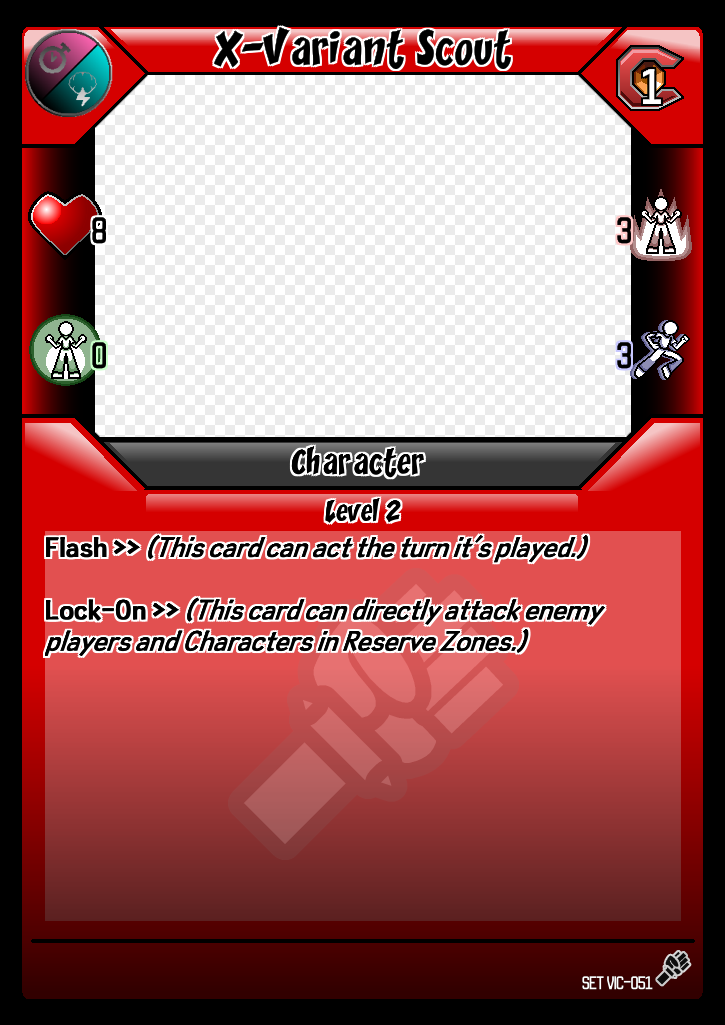 X-Variant Scout
1
8
3
0
3
Character
Level 2
Flash >> (This card can act the turn it's played.)
Lock-On >> (This card can directly attack enemy
players and Characters in Reserve Zones.)
SET VIC-051